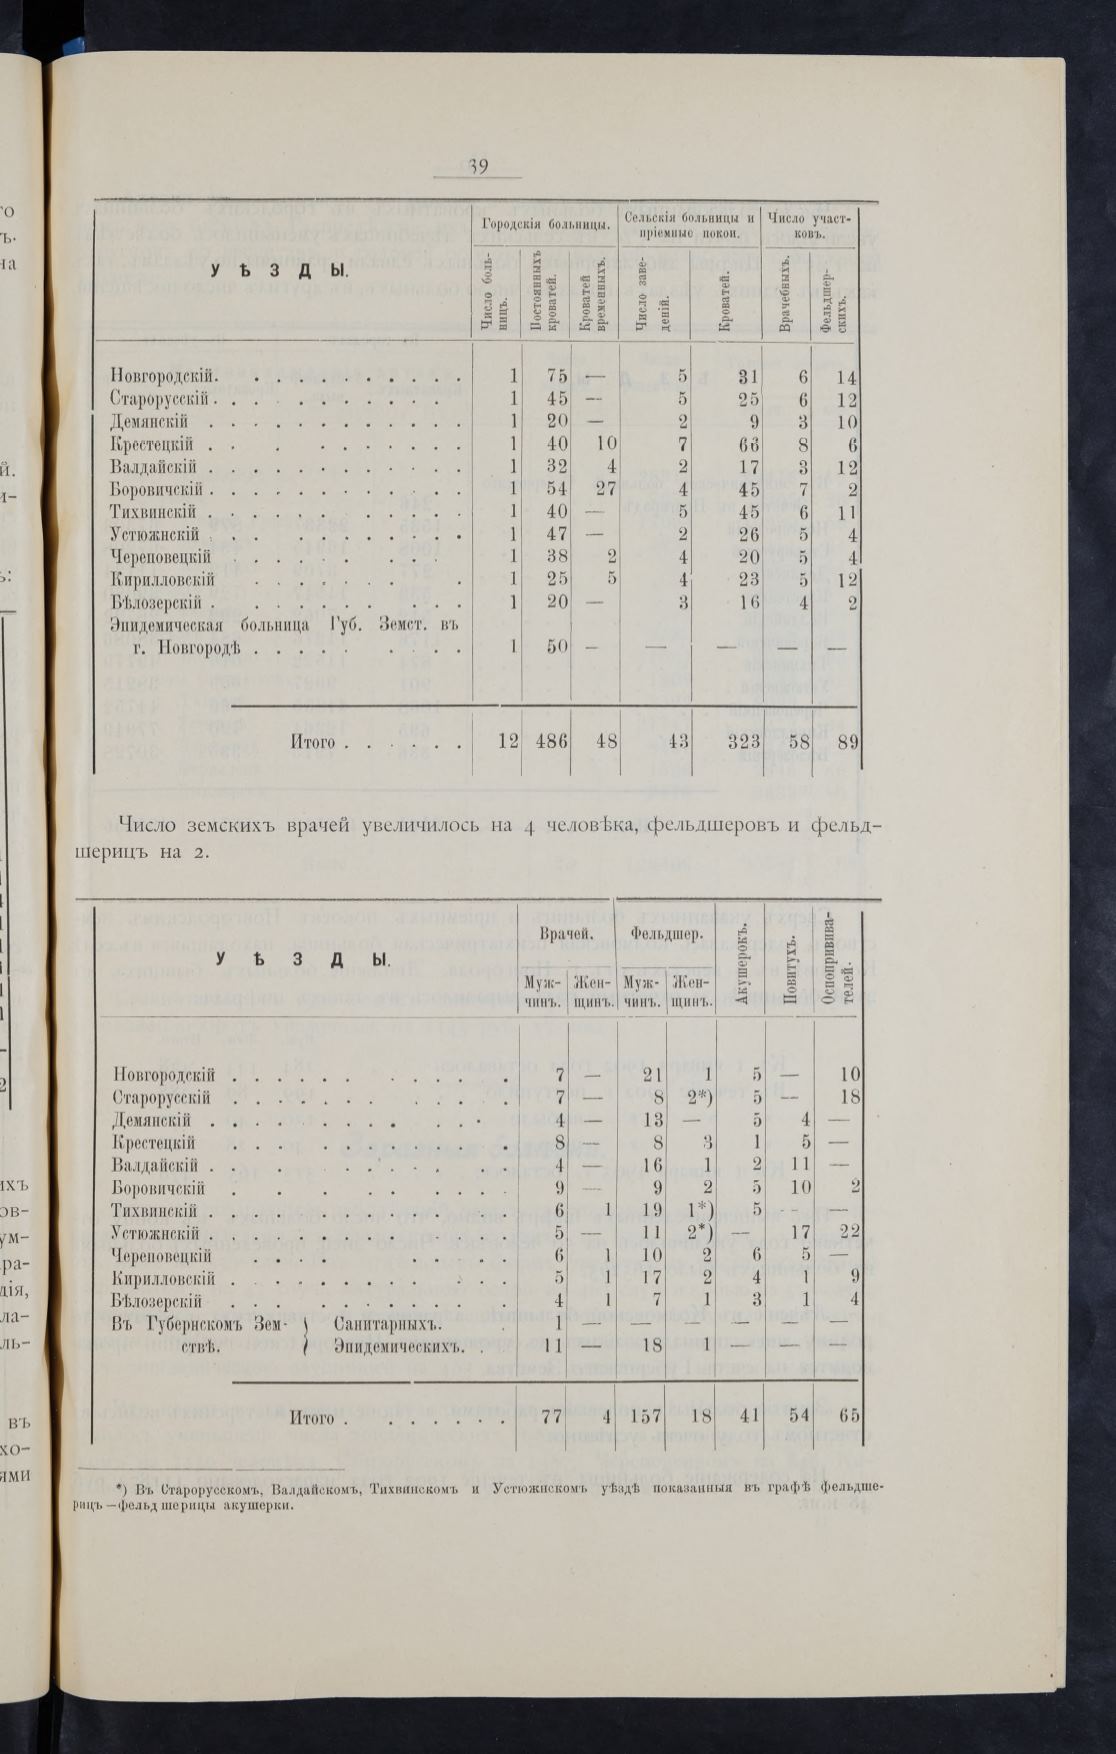 39
У Ѣ З Д Ы. Городскія больницы. Сельскія больницы и пріемные покои. Число участковъ.
Число больницъ. Постоянныхъ кроватей. Кроватей временныхъ. Число заведеній. Кроватей. Врачебныхъ. Фельдшерскихъ.
Новгородскій. . . . . . . . . . 1 75 — 5 31 6 14
Старорусскій . . . . . . . . . . 1 45 — 5 25 6 12
Демянскій . . . . . . . . . . 1 20 — 2 9 3 10
Крестецкій . . . . . . . . . 1 40 10 7 66 8 6
Валдайскій . . . . . . . . . . 1 32 4 2 17 3 12
Боровичскій . . . . . . . . . . 1 54 27 4 45 7 2
Тихвинскій . . . . . . . . . . 1 40 — 5 45 6 11
Устюжнскій . . . . . . . . . . 1 47 — 2 26 5 4
Череповецкій . . . . . . . . 1 38 2 4 20 5 4
Кирилловскій . . . . . . . . 1 25 5 4 23 5 12
Бѣлозерскій . . . . . . . . . 1 20 — 3 16 4 2
Эпидемическая больница Губ. Земст. въ
г. Новгородѣ . . . . . . . . . 1 50 — — — — —
Итого . . . . . . 12 486 48 43 323 58 89
Число земскихъ врачей увеличилось на 4 человѣка, фельдшеровъ и фельд-
шерицъ на 2.
У Ѣ З Д Ы. Врачей. Фельдшер. Акушерокъ. Повитухъ. Оспопрививателей.
Мужчинъ. Женщинъ. Мужчинъ. Женщинъ.
Новгородскій . . . . . . . . . . . 7 — 21 1 5 — 10
Старорусскій . . . . . . . . . . . 7 — 8 2*) 5 — 18
Демянскій . . . . . . . . . . . 4 — 13 — 5 4 —
Крестецкій . . . . . . . . . . 8 — 8 3 1 5 —
Валдайскій . . . . . . . . . . 4 — 16 1 2 11 —
Боровичскій . . . . . . . . . 9 — 9 2 5 10 2
Тихвинскій . . . . . . . . . . . 6 1 19 1*) 5 — —
Устюжнскій . . . . . . . . . . 5 — 11 2*) — 17 22
Череповецкій . . . . . . . . 6 1 10 2 6 5 —
Кирилловскій . . . . . . . . . . . 5 1 17 2 4 1 9
Бѣлозерскій . . . . . . . . . . 4 1 7 1 3 1 4
Въ Губернскомъ Зем- } Санитарныхъ. . . 1 — — — — — —
ствѣ. Эпидемическихъ. . . 11 — 18 1 — — —
Итого . . . . . . . . 77 4 157 18 41 54 65
*) Въ Старорусскомъ, Валдайскомъ, Тихвинскомъ и Устюжнскомъ уѣздѣ показанныя въ графѣ фельдше-
рицъ—фельдшерицы акушерки.